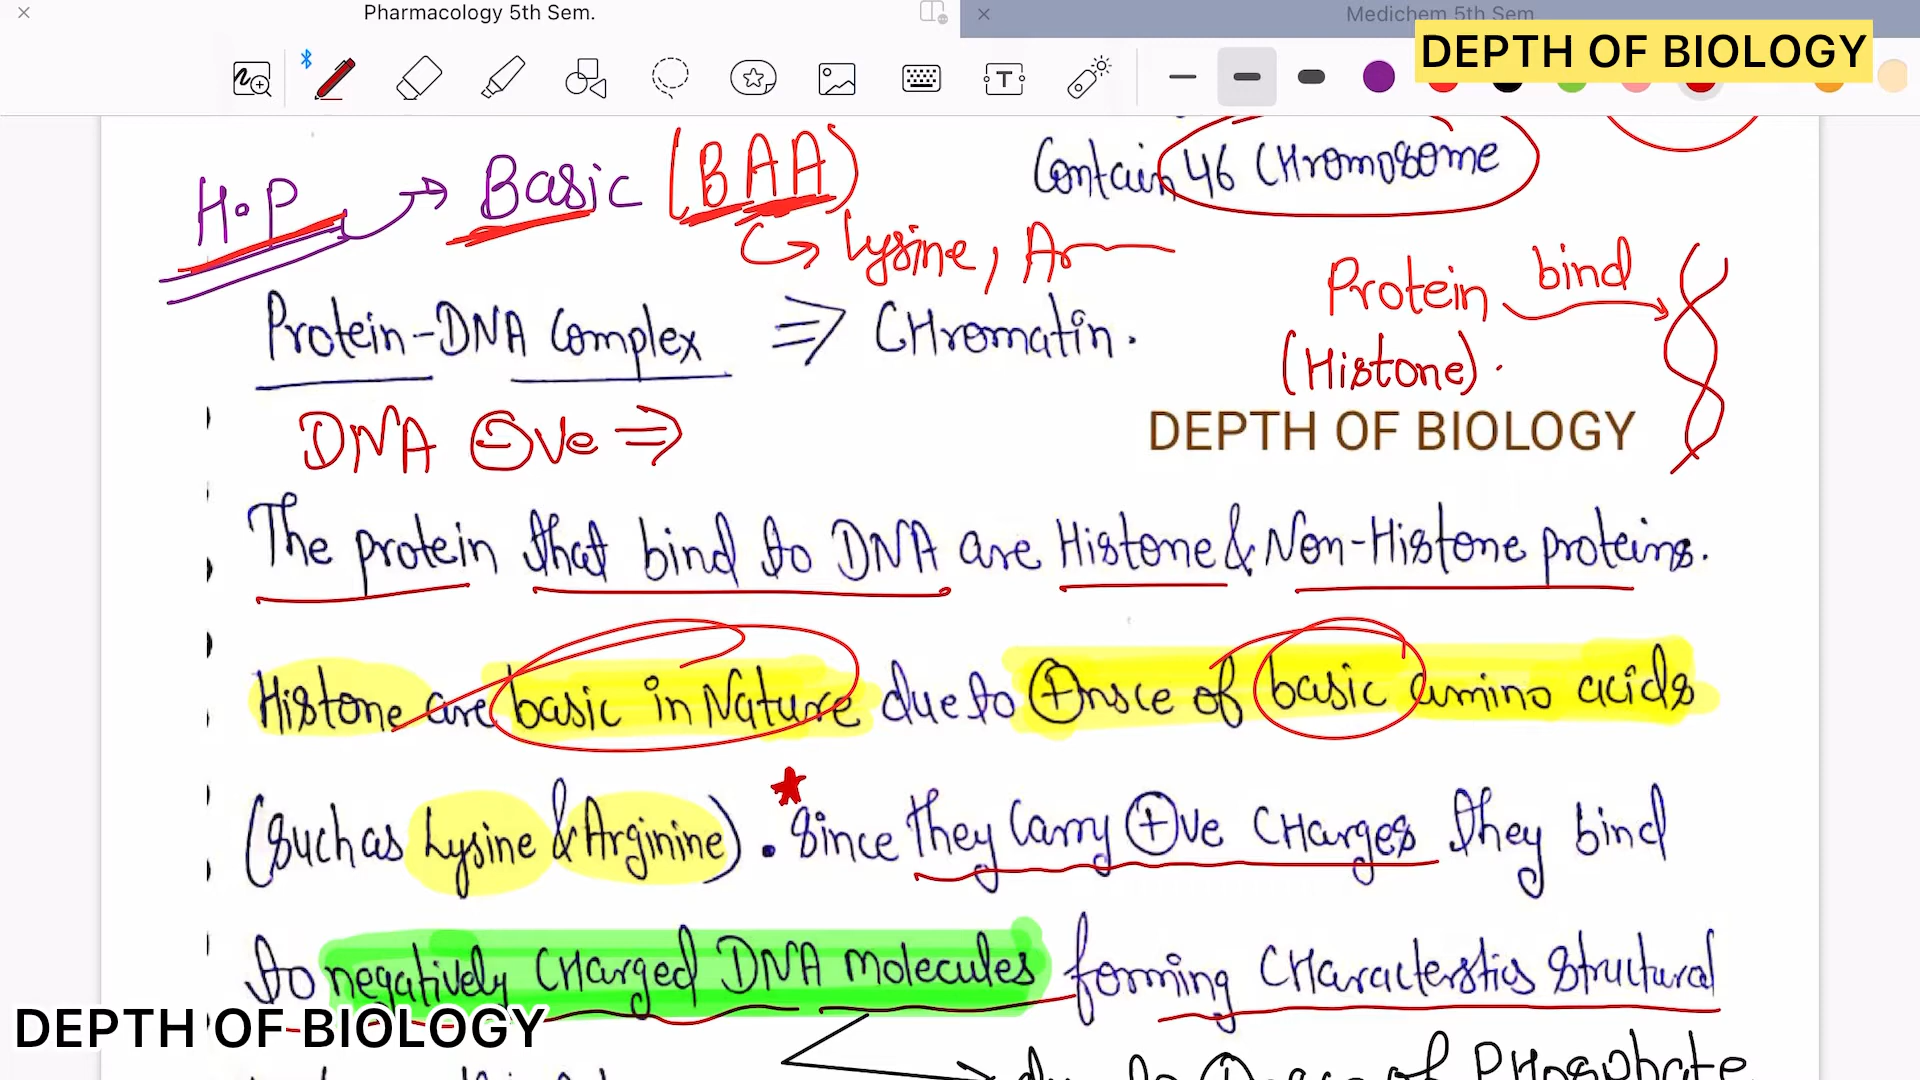 Pharmacology 5th Sem.
Medichem 5th Sem
DEPTH OF BIOLOGY
Contain 46 CHromosome
H.P → Basic (BAA)
Lysine, Ar
Protein bind
(Histone).
Protein-DNA Complex ⇒ CHromatin.
DNA ⊖ve ⇒
DEPTH OF BIOLOGY
The protein that bind to DNA are Histone & Non-Histone proteins.
Histone are basic in Nature due to ⊕nsce of basic amino acids
(Such as Lysine & Arginine). ★ Since they Carry ⊕ve CHarges they bind
to negatively CHarged DNA molecules forming CHaracterstics Structural
DEPTH OF BIOLOGY
of PHosphate